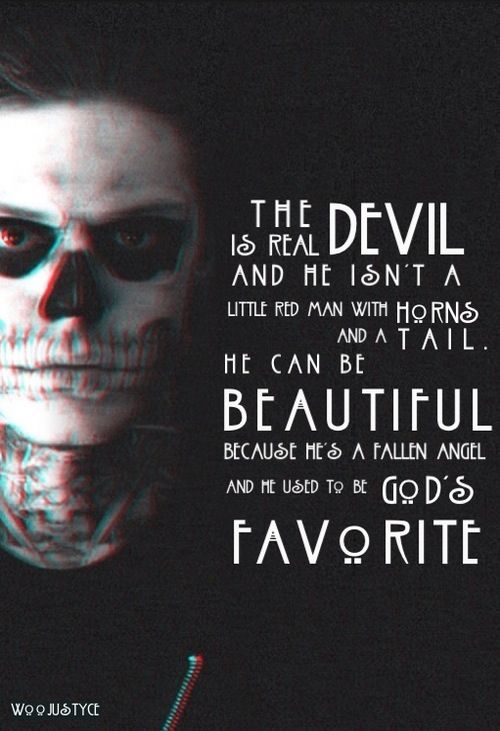 THE DEVIL
IS REAL
AND HE ISN'T A
LITTLE RED MAN WITH HORNS
AND A TAIL.
HE CAN BE
BEAUTIFUL
BECAUSE HE'S A FALLEN ANGEL
AND HE USED TO BE GOD'S
FAVORITE
WOOJUSTYCE